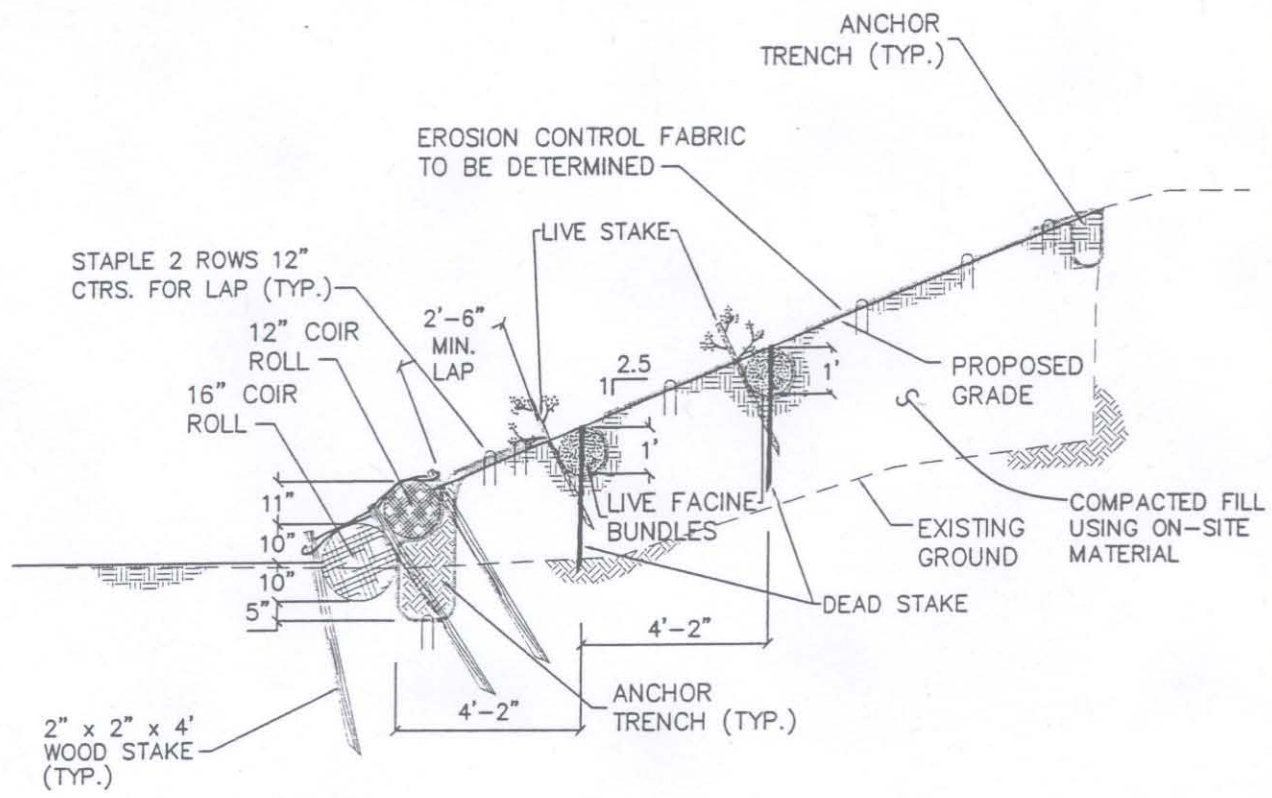 ANCHOR
TRENCH (TYP.)
EROSION CONTROL FABRIC
TO BE DETERMINED
LIVE STAKE
STAPLE 2 ROWS 12"
CTRS. FOR LAP (TYP.)
2'-6"
MIN.
LAP
12" COIR
ROLL
16" COIR
ROLL
2.5
1
1'
PROPOSED
GRADE
1'
11"
10"
10"
5"
LIVE FACINE
BUNDLES
EXISTING
GROUND
COMPACTED FILL
USING ON-SITE
MATERIAL
DEAD STAKE
4'-2"
4'-2"
ANCHOR
TRENCH (TYP.)
2" x 2" x 4'
WOOD STAKE
(TYP.)